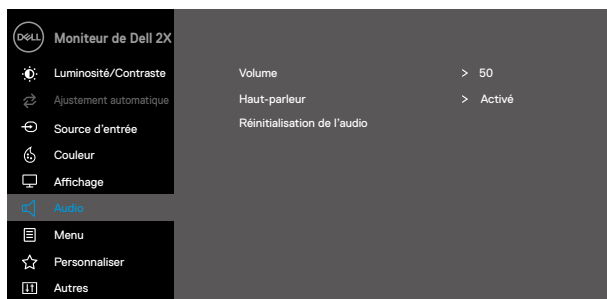 DELL
Moniteur de Dell 2X
Luminosité/Contraste
Ajustement automatique
Source d'entrée
Couleur
Affichage
Audio
Menu
Personnaliser
Autres
Volume > 50
Haut-parleur > Activé
Réinitialisation de l'audio